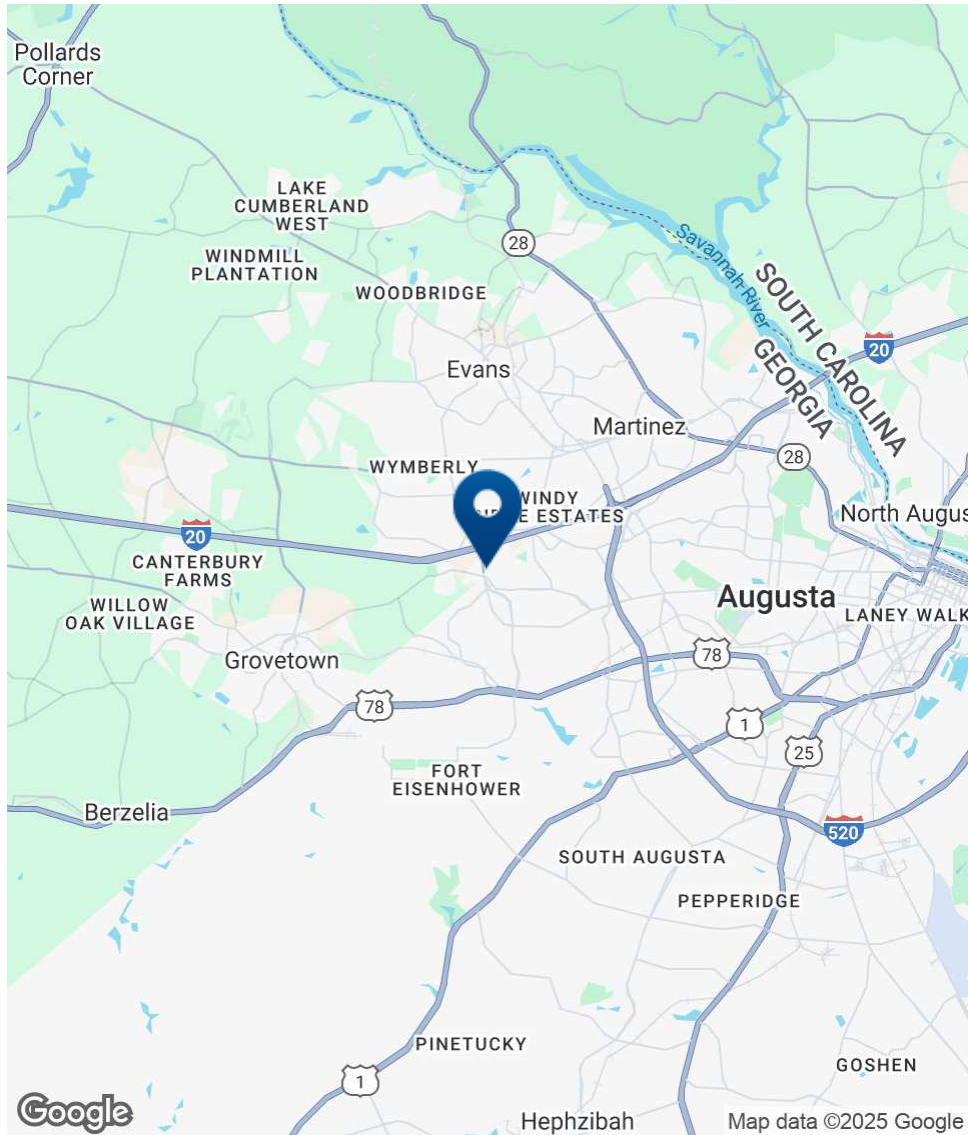 Pollards
Corner
LAKE
CUMBERLAND
WEST
WINDMILL
PLANTATION
28
WOODBRIDGE
Savannah River
SOUTH CAROLINA
GEORGIA
20
Evans
Martinez
28
WYMBERLY
WINDY
ESTATES
20
North Augus
CANTERBURY
FARMS
WILLOW
OAK VILLAGE
Augusta
LANEY WALK
Grovetown
78
78
1
25
FORT
EISENHOWER
Berzelia
520
SOUTH AUGUSTA
PEPPERIDGE
PINETUCKY
1
GOSHEN
Google
Hephzibah
Map data ©2025 Google